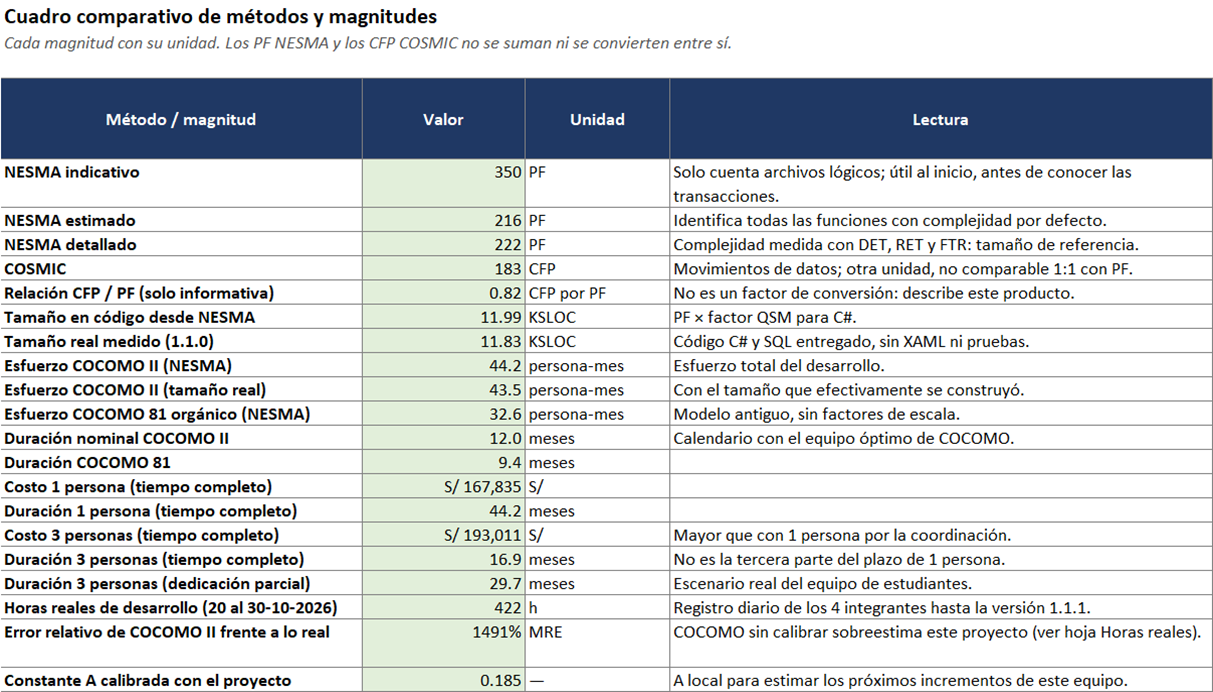 Cuadro comparativo de métodos y magnitudes
Cada magnitud con su unidad. Los PF NESMA y los CFP COSMIC no se suman ni se convierten entre sí.
Método / magnitud Valor Unidad Lectura
NESMA indicativo 350 PF Solo cuenta archivos lógicos; útil al inicio, antes de conocer las
transacciones.
NESMA estimado 216 PF Identifica todas las funciones con complejidad por defecto.
NESMA detallado 222 PF Complejidad medida con DET, RET y FTR: tamaño de referencia.
COSMIC 183 CFP Movimientos de datos; otra unidad, no comparable 1:1 con PF.
Relación CFP / PF (solo informativa) 0.82 CFP por PF No es un factor de conversión: describe este producto.
Tamaño en código desde NESMA 11.99 KSLOC PF × factor QSM para C#.
Tamaño real medido (1.1.0) 11.83 KSLOC Código C# y SQL entregado, sin XAML ni pruebas.
Esfuerzo COCOMO II (NESMA) 44.2 persona-mes Esfuerzo total del desarrollo.
Esfuerzo COCOMO II (tamaño real) 43.5 persona-mes Con el tamaño que efectivamente se construyó.
Esfuerzo COCOMO 81 orgánico (NESMA) 32.6 persona-mes Modelo antiguo, sin factores de escala.
Duración nominal COCOMO II 12.0 meses Calendario con el equipo óptimo de COCOMO.
Duración COCOMO 81 9.4 meses
Costo 1 persona (tiempo completo) S/ 167,835 S/
Duración 1 persona (tiempo completo) 44.2 meses
Costo 3 personas (tiempo completo) S/ 193,011 S/ Mayor que con 1 persona por la coordinación.
Duración 3 personas (tiempo completo) 16.9 meses No es la tercera parte del plazo de 1 persona.
Duración 3 personas (dedicación parcial) 29.7 meses Escenario real del equipo de estudiantes.
Horas reales de desarrollo (20 al 30-10-2026) 422 h Registro diario de los 4 integrantes hasta la versión 1.1.1.
Error relativo de COCOMO II frente a lo real 1491% MRE COCOMO sin calibrar sobreestima este proyecto (ver hoja Horas reales).
Constante A calibrada con el proyecto 0.185 — A local para estimar los próximos incrementos de este equipo.